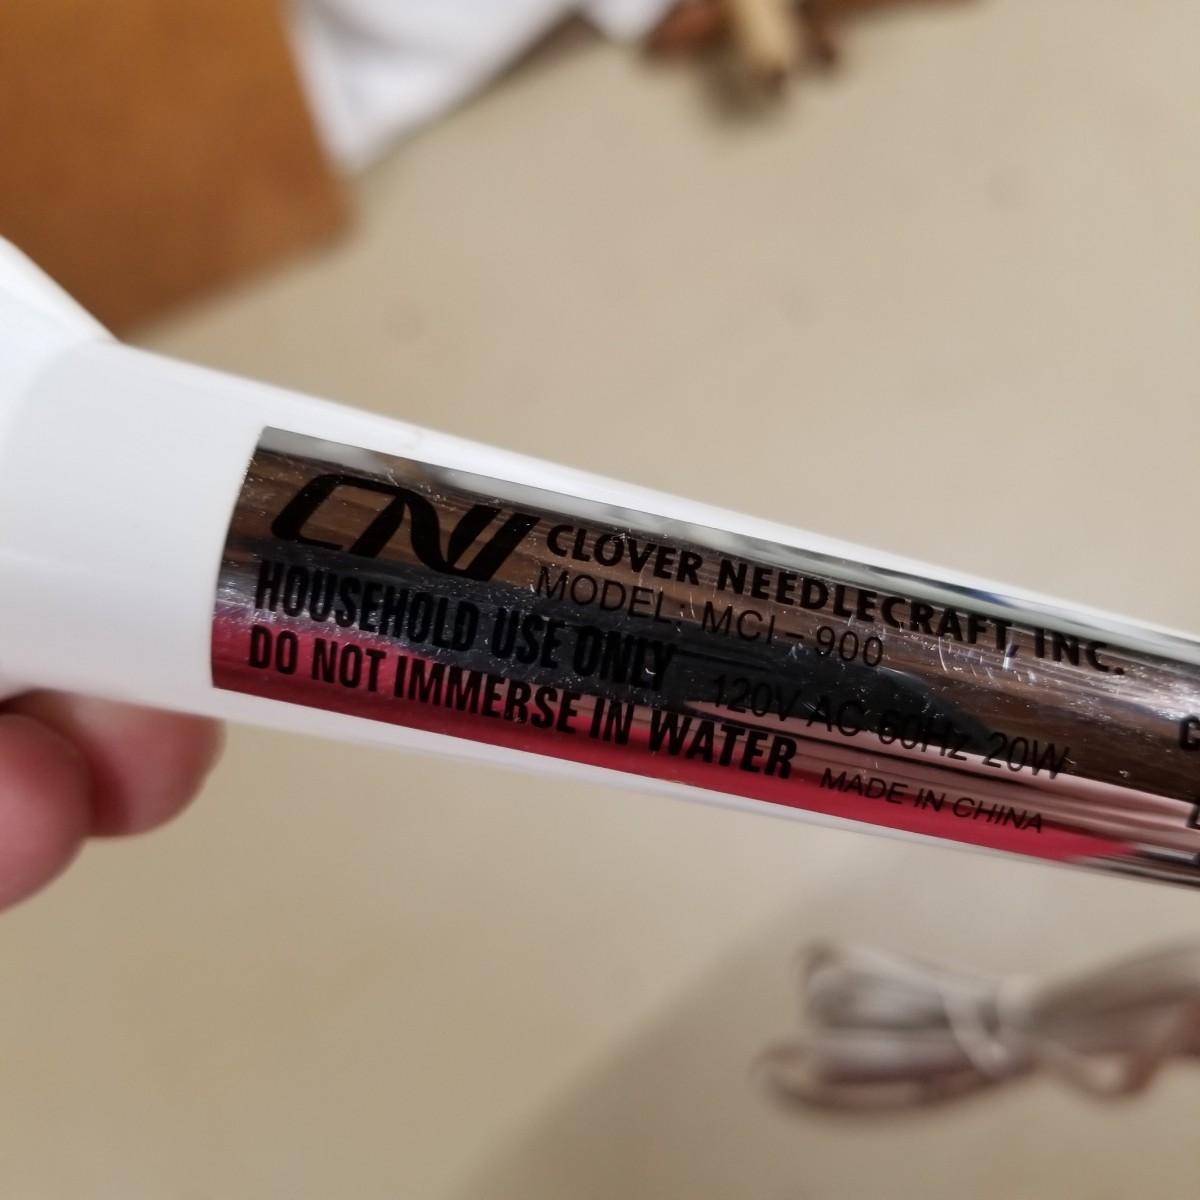 CLOVER NEEDLECRAFT, INC.
MODEL: MCI-900
HOUSEHOLD USE ONLY
120V AC 60Hz 20W
DO NOT IMMERSE IN WATER
MADE IN CHINA